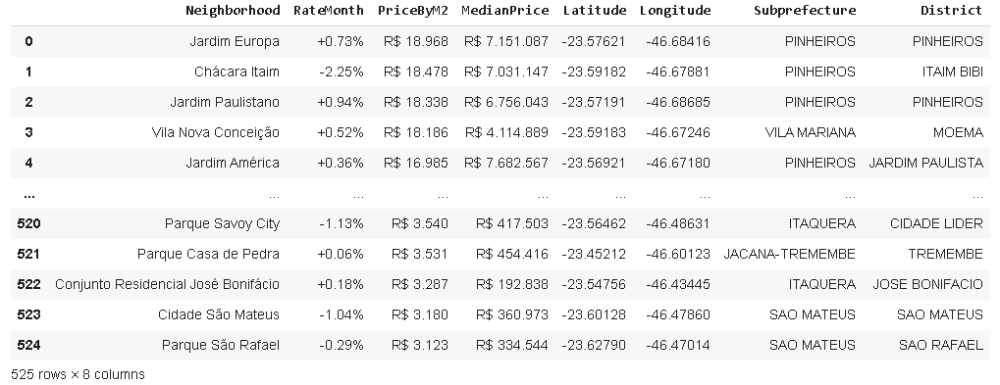 Neighborhood RateMonth PriceByM2 MedianPrice Latitude Longitude Subprefecture District
0 Jardim Europa +0.73% R$ 18.968 R$ 7.151.087 -23.57621 -46.68416 PINHEIROS PINHEIROS
1 Chácara Itaim -2.25% R$ 18.478 R$ 7.031.147 -23.59182 -46.67881 PINHEIROS ITAIM BIBI
2 Jardim Paulistano +0.94% R$ 18.338 R$ 6.756.043 -23.57191 -46.68685 PINHEIROS PINHEIROS
3 Vila Nova Conceição +0.52% R$ 18.186 R$ 4.114.889 -23.59183 -46.67246 VILA MARIANA MOEMA
4 Jardim América +0.36% R$ 16.985 R$ 7.682.567 -23.56921 -46.67180 PINHEIROS JARDIM PAULISTA
... ... ... ... ... ... ... ... ...
520 Parque Savoy City -1.13% R$ 3.540 R$ 417.503 -23.56462 -46.48631 ITAQUERA CIDADE LIDER
521 Parque Casa de Pedra +0.06% R$ 3.531 R$ 454.416 -23.45212 -46.60123 JACANA-TREMEMBE TREMEMBE
522 Conjunto Residencial José Bonifácio +0.18% R$ 3.287 R$ 192.838 -23.54756 -46.43445 ITAQUERA JOSE BONIFACIO
523 Cidade São Mateus -1.04% R$ 3.180 R$ 360.973 -23.60128 -46.47860 SAO MATEUS SAO MATEUS
524 Parque São Rafael -0.29% R$ 3.123 R$ 334.544 -23.62790 -46.47014 SAO MATEUS SAO RAFAEL
525 rows × 8 columns